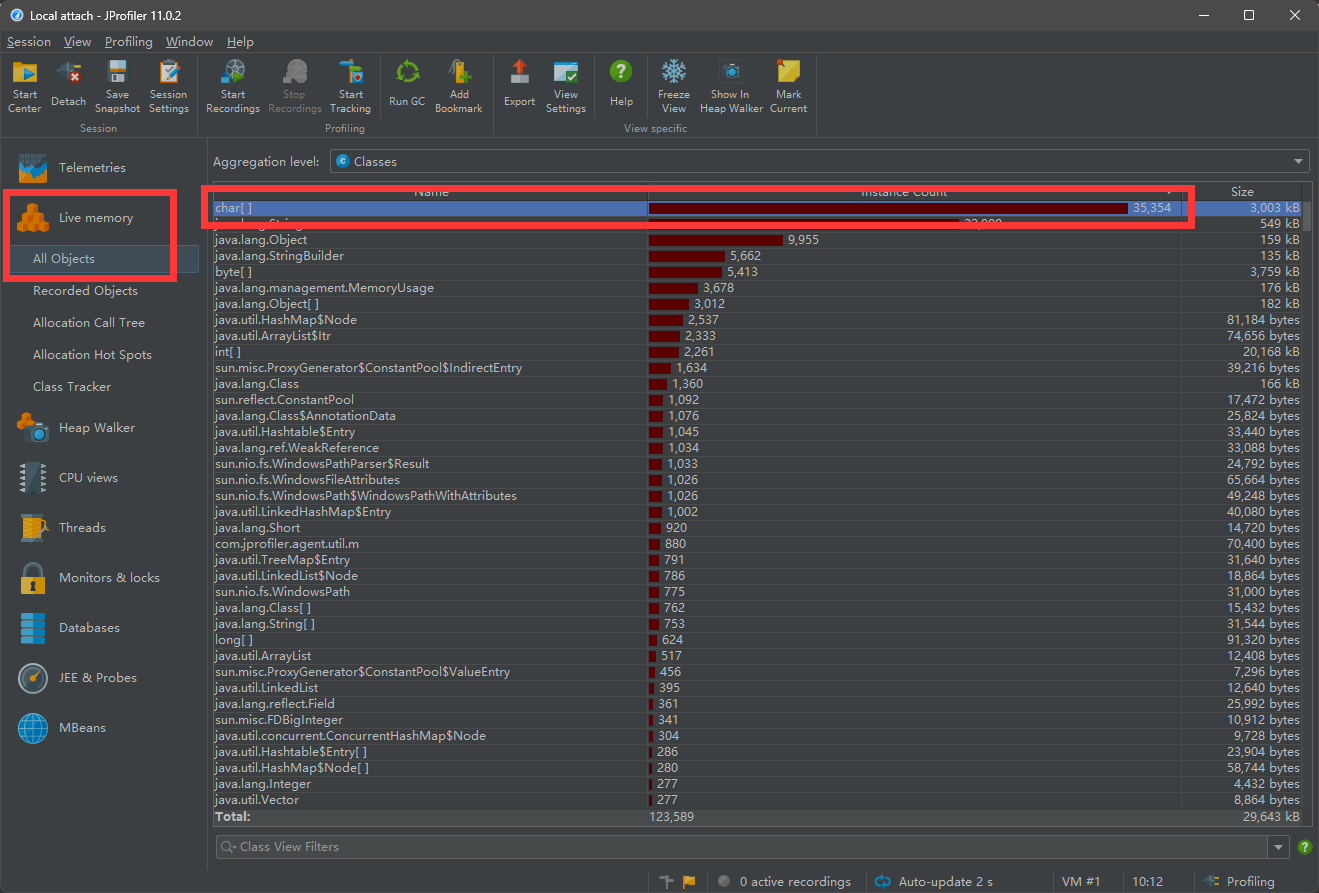 Local attach - JProfiler 11.0.2
Session View Profiling Window Help
Start Center
Detach
Save Snapshot
Session Settings
Start Recordings
Stop Recordings
Start Tracking
Run GC
Add Bookmark
Export
View Settings
Help
Freeze View
Show In Heap Walker
Mark Current
Session
Profiling
View specific
Telemetries
Live memory
All Objects
Recorded Objects
Allocation Call Tree
Allocation Hot Spots
Class Tracker
Heap Walker
CPU views
Threads
Monitors & locks
Databases
JEE & Probes
MBeans
Aggregation level: Classes
Name Instance Count Size
char[ ] 35,354 3,003 kB
java.lang.String 549 kB
java.lang.Object 9,955 159 kB
java.lang.StringBuilder 5,662 135 kB
byte[ ] 5,413 3,759 kB
java.lang.management.MemoryUsage 3,678 176 kB
java.lang.Object[ ] 3,012 182 kB
java.util.HashMap$Node 2,537 81,184 bytes
java.util.ArrayList$Itr 2,333 74,656 bytes
int[ ] 2,261 20,168 kB
sun.misc.ProxyGenerator$ConstantPool$IndirectEntry 1,634 39,216 bytes
java.lang.Class 1,360 166 kB
sun.reflect.ConstantPool 1,092 17,472 bytes
java.lang.Class$AnnotationData 1,076 25,824 bytes
java.util.Hashtable$Entry 1,045 33,440 bytes
java.lang.ref.WeakReference 1,034 33,088 bytes
sun.nio.fs.WindowsPathParser$Result 1,033 24,792 bytes
sun.nio.fs.WindowsFileAttributes 1,026 65,664 bytes
sun.nio.fs.WindowsPath$WindowsPathWithAttributes 1,026 49,248 bytes
java.util.LinkedHashMap$Entry 1,002 40,080 bytes
java.lang.Short 920 14,720 bytes
com.jprofiler.agent.util.m 880 70,400 bytes
java.util.TreeMap$Entry 791 31,640 bytes
java.util.LinkedList$Node 786 18,864 bytes
sun.nio.fs.WindowsPath 775 31,000 bytes
java.lang.Class[ ] 762 15,432 bytes
java.lang.String[ ] 753 31,544 bytes
long[ ] 624 91,320 bytes
java.util.ArrayList 517 12,408 bytes
sun.misc.ProxyGenerator$ConstantPool$ValueEntry 456 7,296 bytes
java.util.LinkedList 395 12,640 bytes
java.lang.reflect.Field 361 25,992 bytes
sun.misc.FDBigInteger 341 10,912 bytes
java.util.concurrent.ConcurrentHashMap$Node 304 9,728 bytes
java.util.Hashtable$Entry[ ] 286 23,904 bytes
java.util.HashMap$Node[ ] 280 58,744 bytes
java.lang.Integer 277 4,432 bytes
java.util.Vector 277 8,864 bytes
Total: 123,589 29,643 kB
Class View Filters
0 active recordings Auto-update 2 s VM #1 10:12 Profiling